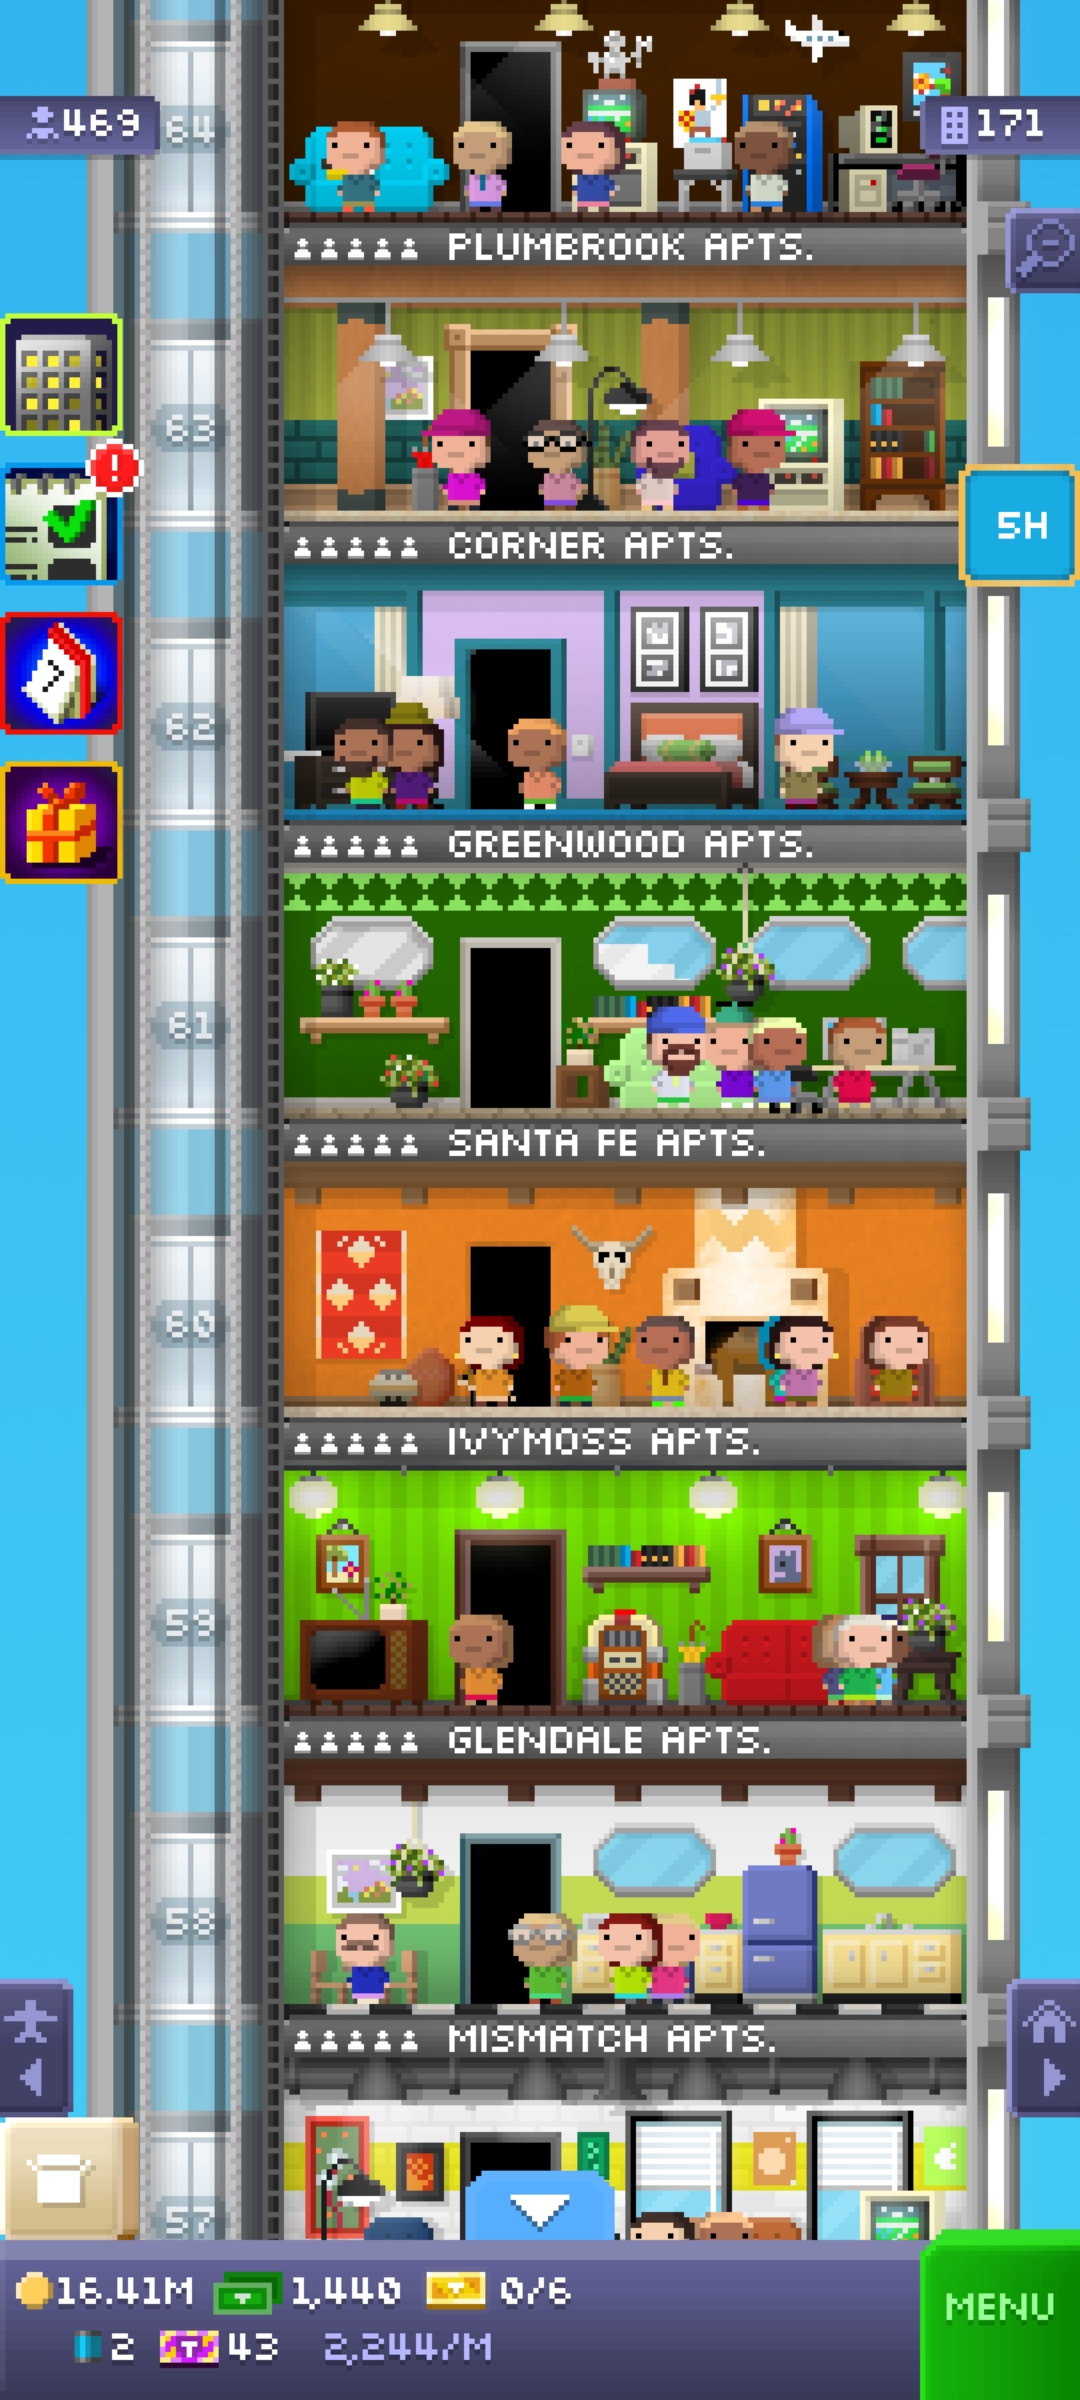 64
469
171
PLUMBROOK APTS.
63
5H
CORNER APTS.
7
62
GREENWOOD APTS.
61
SANTA FE APTS.
60
IVYMOSS APTS.
59
GLENDALE APTS.
58
MISMATCH APTS.
57
16.41M 1,440 0/6
MENU
2 T 43 2,244/M